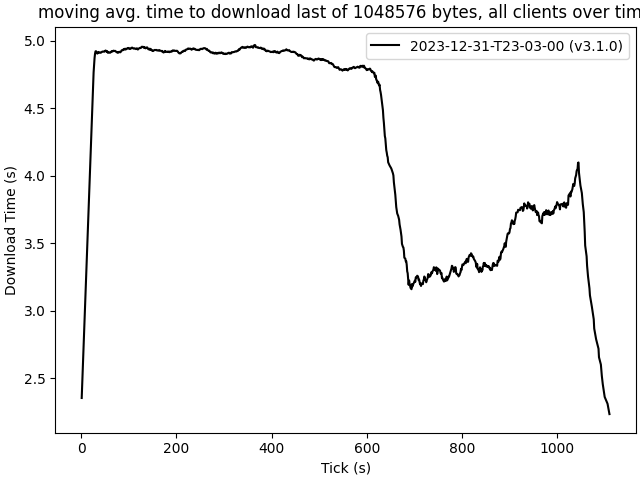 moving avg. time to download last of 1048576 bytes, all clients over tim
2023-12-31-T23-03-00 (v3.1.0)
5.0
4.5
4.0
3.5
3.0
2.5
Download Time (s)
0 200 400 600 800 1000
Tick (s)